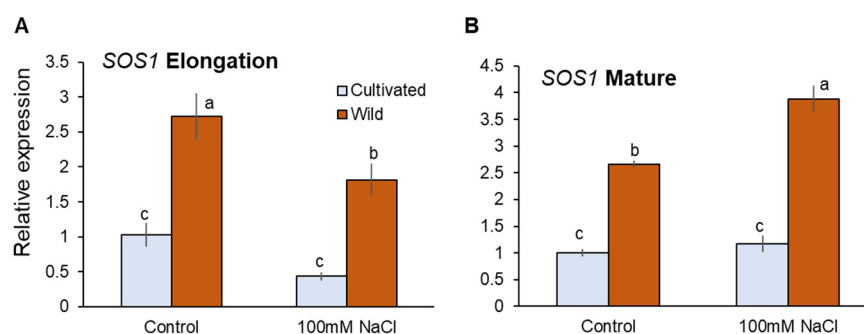 A
SOS1 Elongation
Relative expression
3.5
3
2.5
2
1.5
1
0.5
0
Cultivated
Wild
c
a
c
b
Control
100mM NaCl
B
SOS1 Mature
4.5
4
3.5
3
2.5
2
1.5
1
0.5
0
c
b
c
a
Control
100mM NaCl